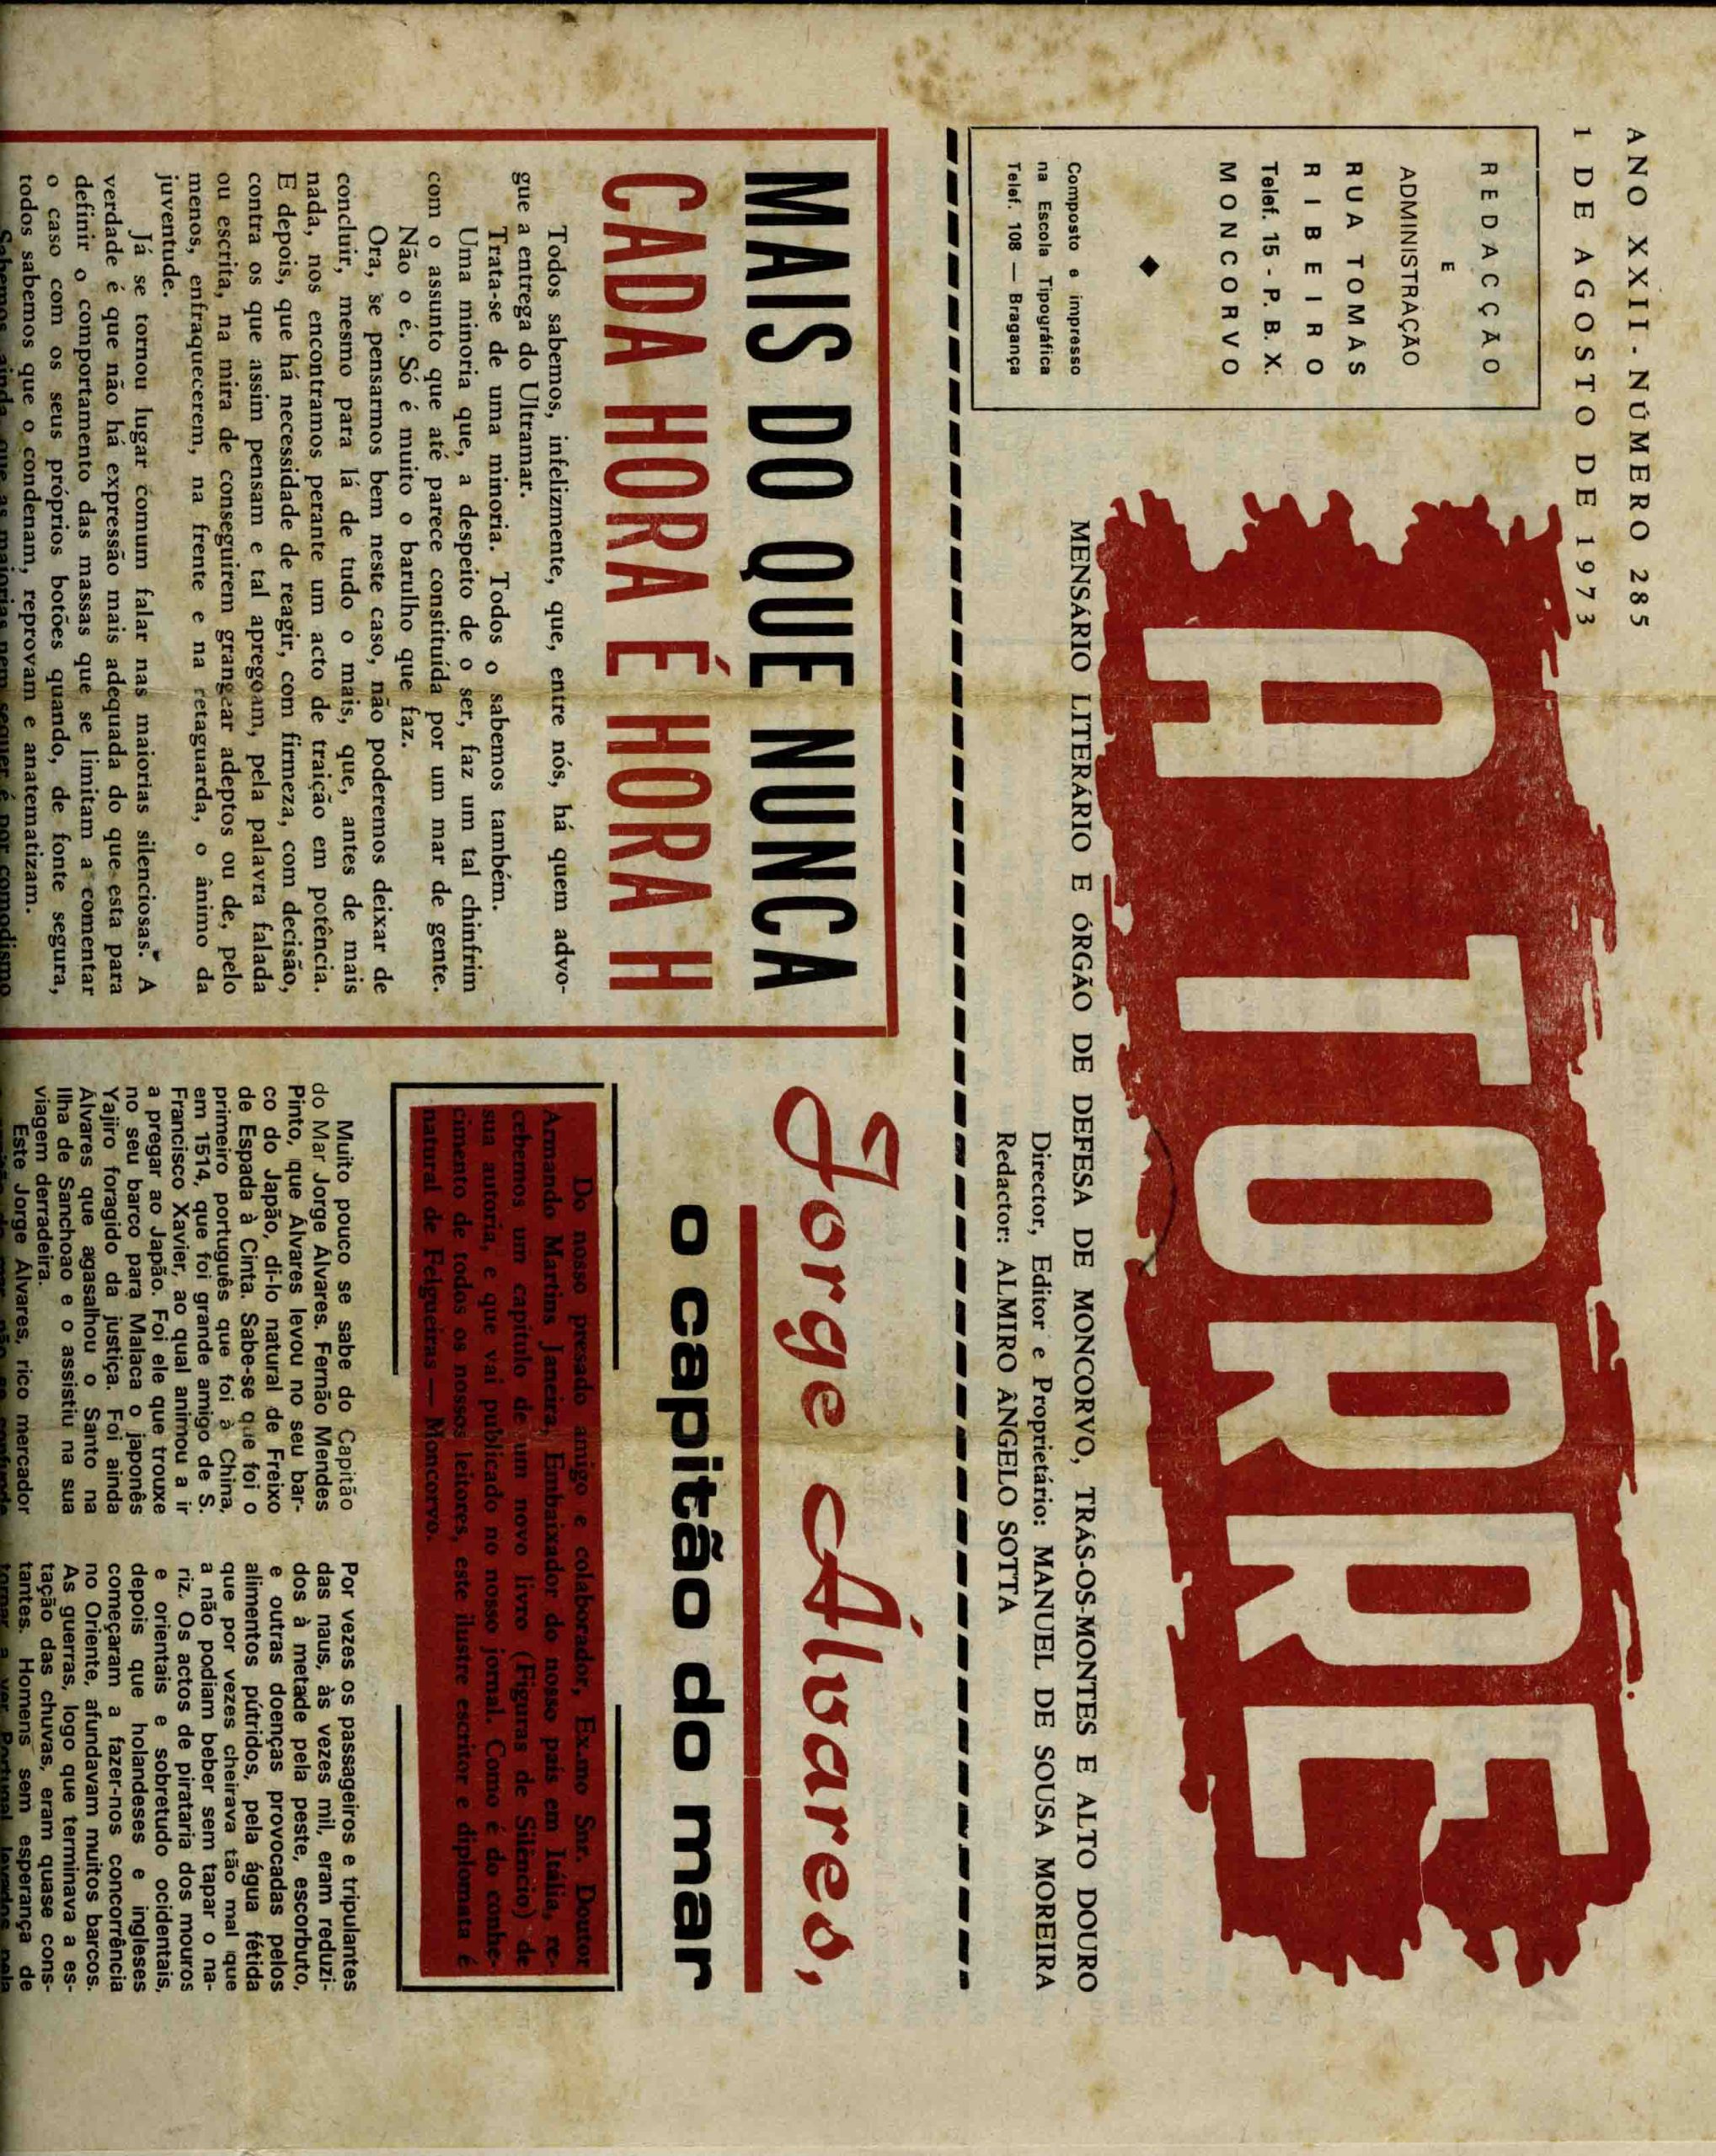 ANO XXII - NÚMERO 285
1 DE AGOSTO DE 1973
REDACÇÃO
E
ADMINISTRAÇÃO
RUA TOMÁS
RIBEIRO
Telef. 15 - P. B. X.
MONCORVO
Composto e impresso
na Escola Tipográfica
Telef. 108 — Bragança
A TORRE
MENSÁRIO LITERÁRIO E ÓRGÃO DE DEFESA DE MONCORVO, TRÁS-OS-MONTES E ALTO DOURO
Director, Editor e Proprietário: MANUEL DE SOUSA MOREIRA
Redactor: ALMIRO ÂNGELO SOTTA
MAIS DO QUE NUNCA
CADA HORA É HORA H
Todos sabemos, infelizmente, que, entre nós, há quem advo-
gue a entrega do Ultramar.
Trata-se de uma minoria. Todos o sabemos também.
Uma minoria que, a despeito de o ser, faz um tal chinfrim
com o assunto que até parece constituída por um mar de gente.
Não o é. Só é muito o barulho que faz.
Ora, se pensarmos bem neste caso, não poderemos deixar de
concluir, mesmo para lá de tudo o mais, que, antes de mais
nada, nos encontramos perante um acto de traição em potência.
E depois, que há necessidade de reagir, com firmeza, com decisão,
contra os que assim pensam e tal apregoam, pela palavra falada
ou escrita, na mira de conseguirem grangear adeptos ou de, pelo
menos, enfraquecerem, na frente e na retaguarda, o ânino da
juventude.
Já se tornou lugar comum falar nas maiorias silenciosas. A
verdade é que não há expressão mais adequada do que esta para
definir o comportamento das massas que se limitam a comentar
o caso com os seus próprios botões quando, de fonte segura,
todos sabemos que o condenam, reprovam e anatematizam.
Sabemos ainda que as maiorias nem sequer é por comodismo
Jorge Álvares,
o capitão do mar
Do nosso presado amigo e colaborador, Ex.mo Snr. Doutor
Armando Martins Janeira, Embaixador do nosso país em Itália, re-
cebemos um capítulo de um novo livro (Figuras de Silêncio) de
sua autoria, e que vai publicado no nosso jornal. Como é do conhe-
cimento de todos os nossos leitores, este ilustre escritor e diplomata é
natural de Felgueiras — Moncorvo.
Muito pouco se sabe do Capitão
do Mar Jorge Álvares. Fernão Mendes
Pinto, que Álvares levou no seu bar-
co do Japão, di-lo natural de Freixo
de Espada à Cinta. Sabe-se que foi o
primeiro português que foi à China,
em 1514, que foi grande amigo de S.
Francisco Xavier, ao qual animou a ir
a pregar ao Japão. Foi ele que trouxe
no seu barco para Malaca o japonês
Yajiro foragido da justiça. Foi ainda
Álvares que agasalhou o Santo na
Ilha de Sanchoao e o assistiu na sua
viagem derradeira.
Este Jorge Álvares, rico mercador
Por vezes os passageiros e tripulantes
das naus, às vezes mil, eram reduzi-
dos à metade pela peste, escorbuto,
e outras doenças provocadas pelos
alimentos pútridos, pela água fétida
que por vezes cheirava tão mal que
a não podiam beber sem tapar o na-
riz. Os actos de pirataria dos mouros
e orientais e sobretudo ocidentais,
depois que holandeses e ingleses
começaram a fazer-nos concorrência
no Oriente, afundavam muitos barcos.
As guerras, logo que terminava a es-
tação das chuvas, eram quase cons-
tantes. Homens sem esperança de
tornar a ver Portugal levados pela